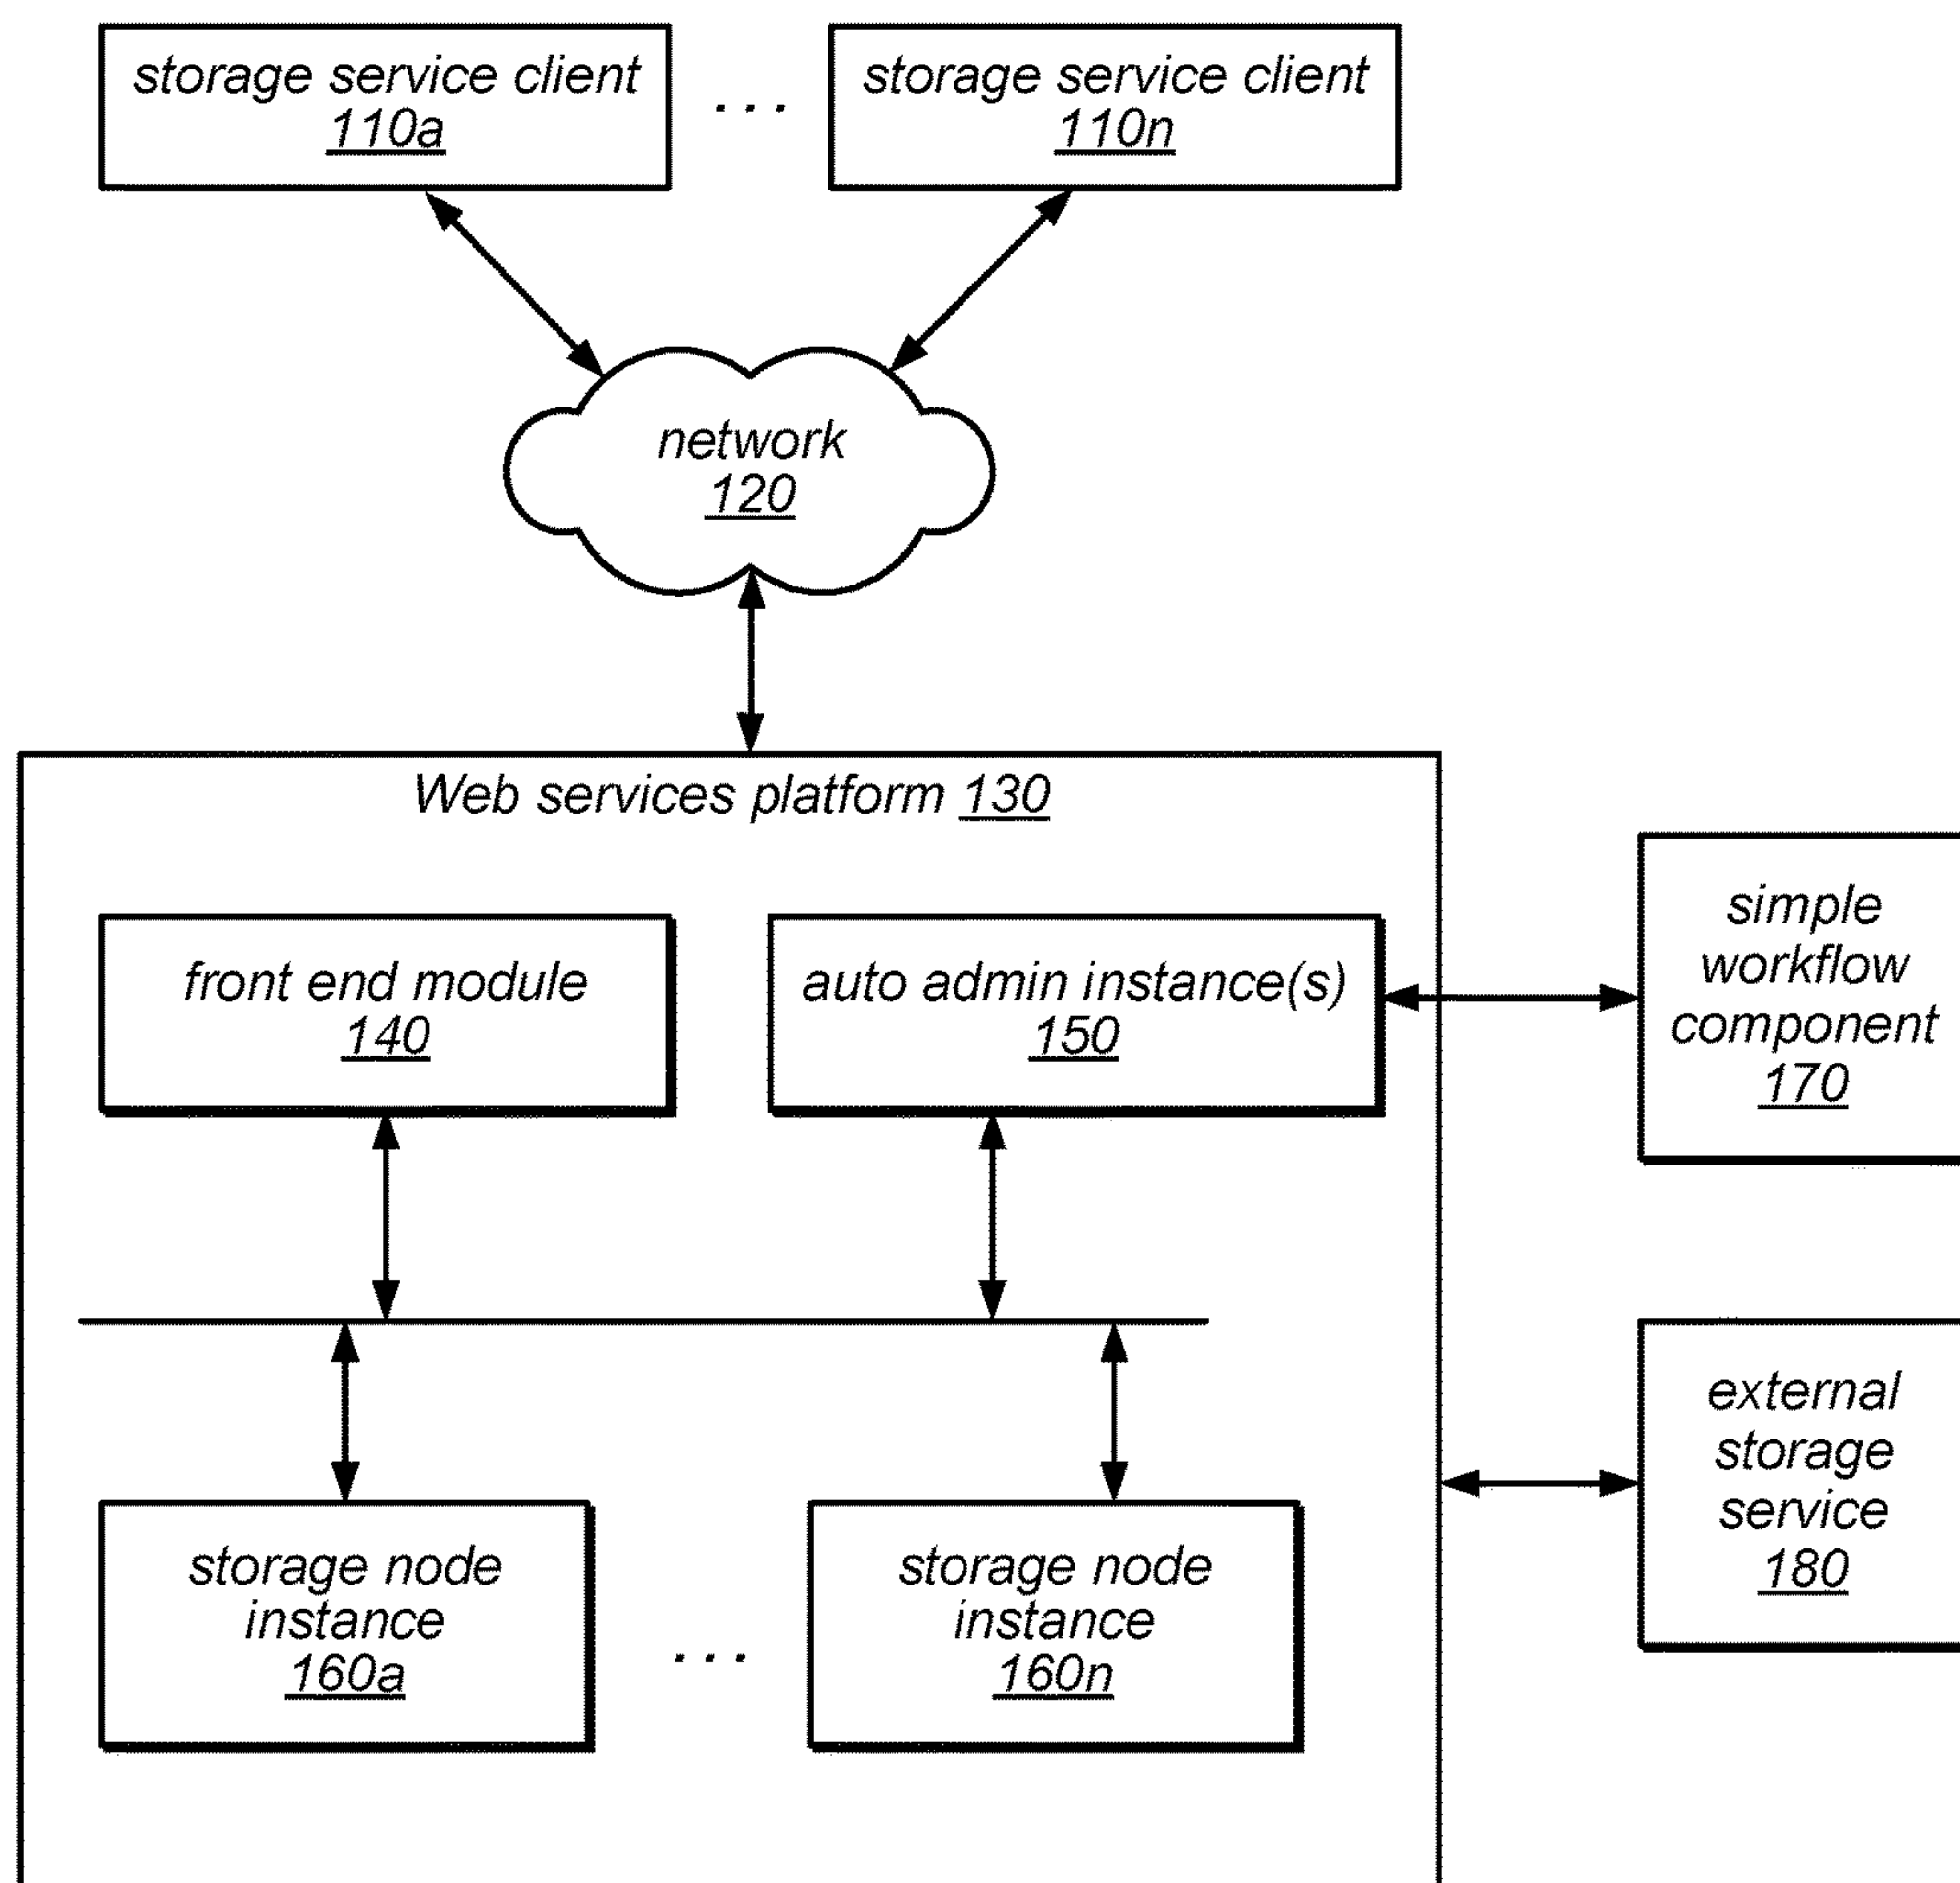 storage service client
110a
. . .
storage service client
110n
network
120
Web services platform 130
front end module
140
auto admin instance(s)
150
simple
workflow
component
170
external
storage
service
180
storage node
instance
160a
. . .
storage node
instance
160n